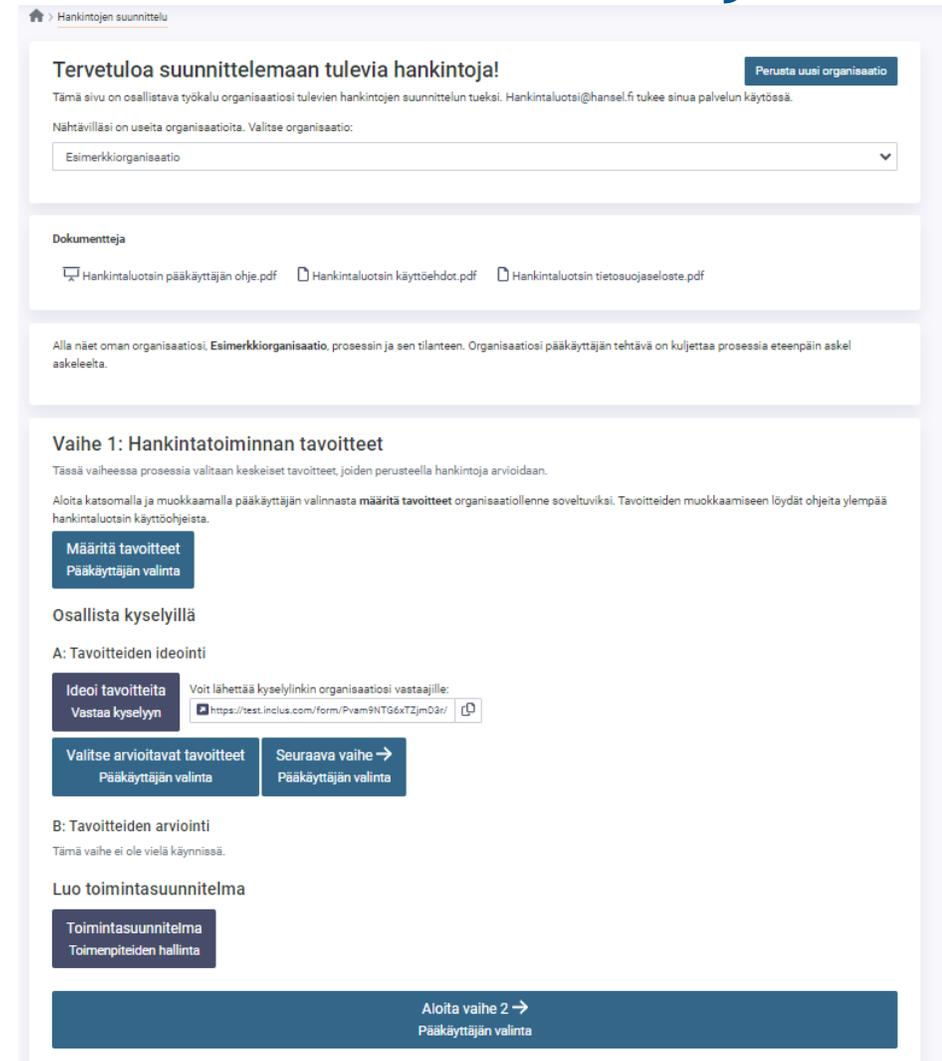 > Hankintojen suunnittelu
Tervetuloa suunnittelemaan tulevia hankintoja!
Perusta uusi organisaatio
Tämä sivu on osallistava työkalu organisaatiosi tulevien hankintojen suunnittelun tueksi. Hankintaluotsi@hansel.fi tukee sinua palvelun käytössä.
Nähtävilläsi on useita organisaatioita. Valitse organisaatio:
Esimerkkiorganisaatio
Dokumentteja
Hankintaluotsin pääkäyttäjän ohje.pdf
Hankintaluotsin käyttöehdot.pdf
Hankintaluotsin tietosuojaseloste.pdf
Alla näet oman organisaatiosi, Esimerkkiorganisaatio, prosessin ja sen tilanteen. Organisaatiosi pääkäyttäjän tehtävä on kuljettaa prosessia eteenpäin askel
askeleelta.
Vaihe 1: Hankintatoiminnan tavoitteet
Tässä vaiheessa prosessia valitaan keskeiset tavoitteet, joiden perusteella hankintoja arvioidaan.
Aloita katsomalla ja muokkaamalla pääkäyttäjän valinnasta määritä tavoitteet organisaatiollenne soveltuviksi. Tavoitteiden muokkaamiseen löydät ohjeita ylempää
hankintaluotsin käyttöohjeista.
Määritä tavoitteet
Pääkäyttäjän valinta
Osallista kyselyillä
A: Tavoitteiden ideointi
Ideoi tavoitteita
Vastaa kyselyyn
Voit lähettää kyselylinkin organisaatiosi vastaajille:
https://test.inclus.com/form/Pvam9NTG6xTZjmD3r/
Valitse arvioitavat tavoitteet
Pääkäyttäjän valinta
Seuraava vaihe →
Pääkäyttäjän valinta
B: Tavoitteiden arviointi
Tämä vaihe ei ole vielä käynnissä.
Luo toimintasuunnitelma
Toimintasuunnitelma
Toimenpiteiden hallinta
Aloita vaihe 2 →
Pääkäyttäjän valinta